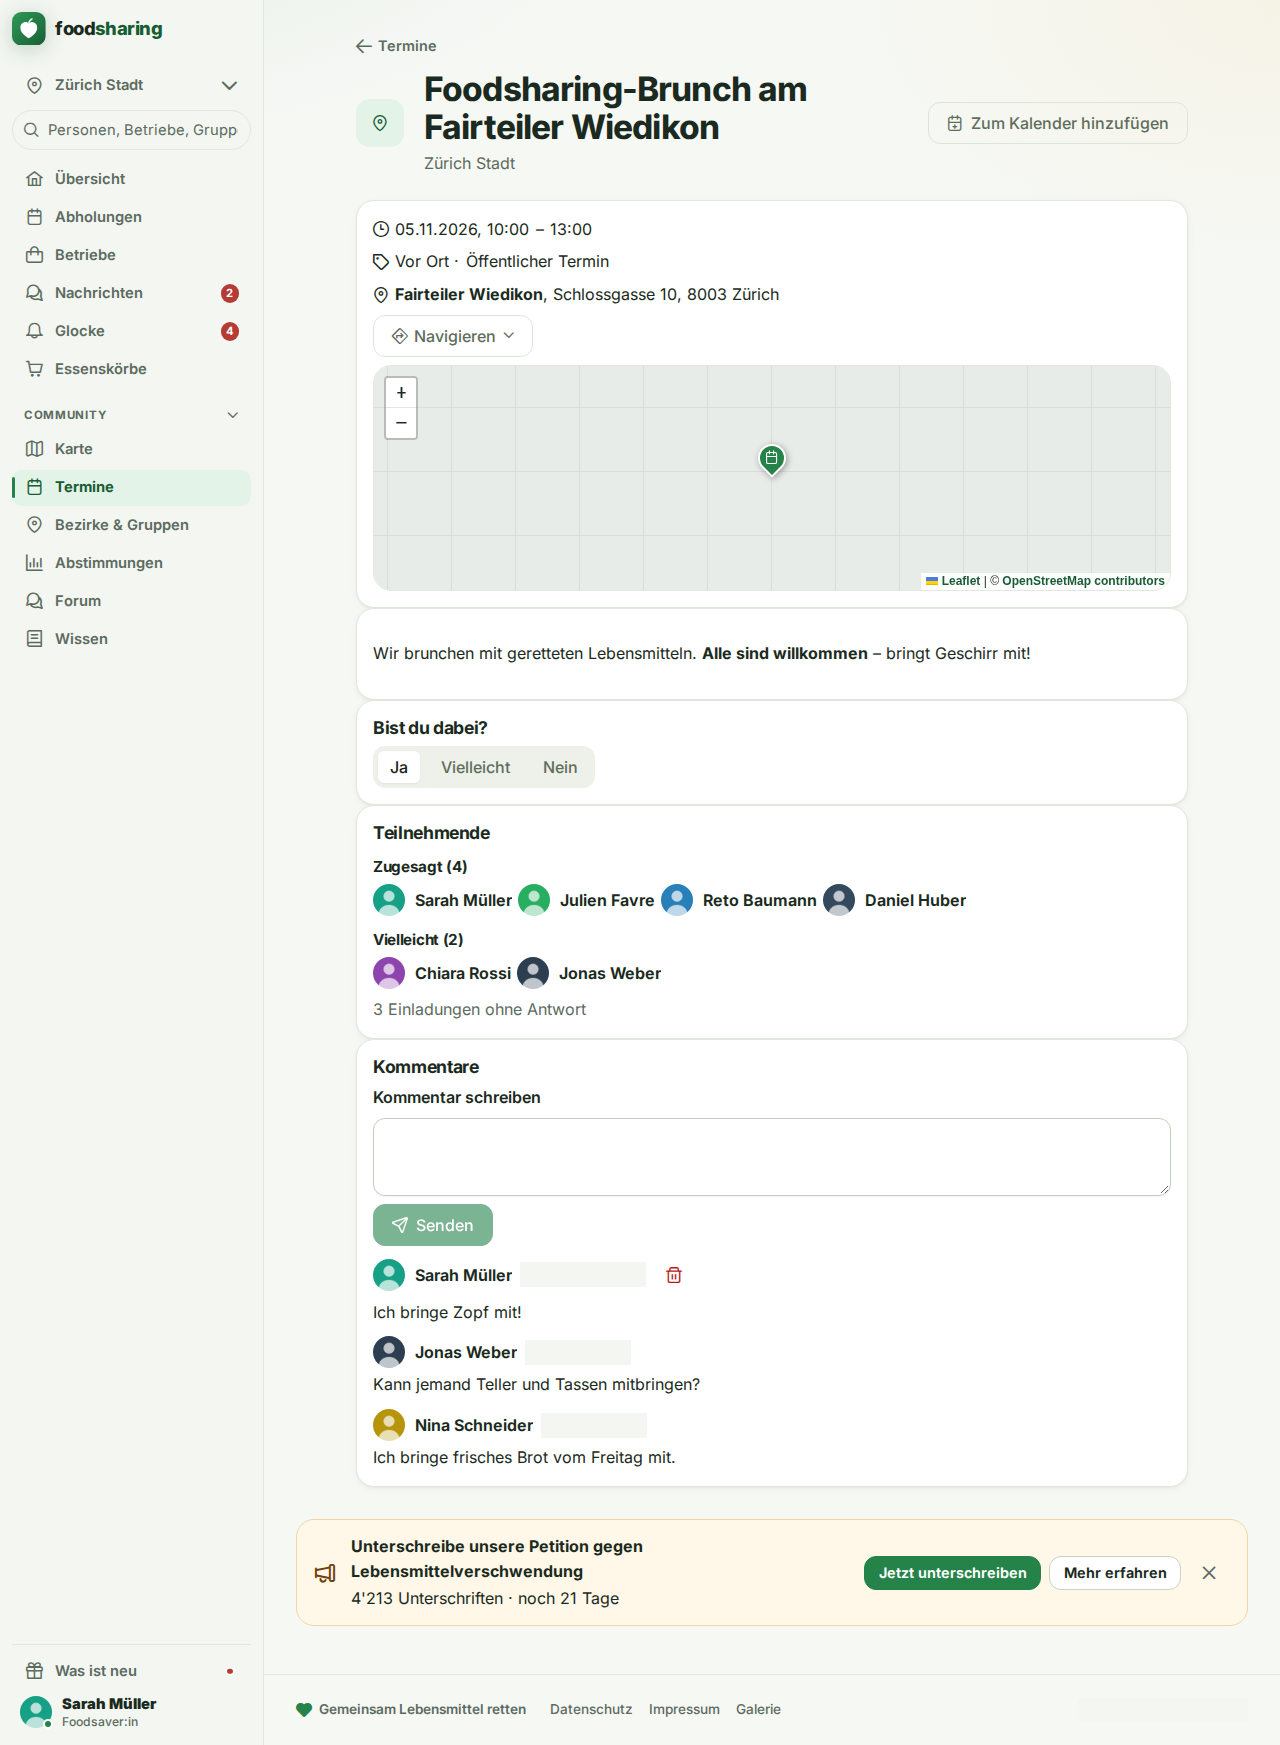 foodsharing
Zürich Stadt
Personen, Betriebe, Grupp
Übersicht
Abholungen
Betriebe
Nachrichten 2
Glocke 4
Essenskörbe
COMMUNITY
Karte
Termine
Bezirke & Gruppen
Abstimmungen
Forum
Wissen
Was ist neu
Sarah Müller
Foodsaver:in
Termine
Foodsharing-Brunch am
Fairteiler Wiedikon
Zürich Stadt
Zum Kalender hinzufügen
05.11.2026, 10:00 – 13:00
Vor Ort · Öffentlicher Termin
Fairteiler Wiedikon, Schlossgasse 10, 8003 Zürich
Navigieren
+
−
Leaflet | © OpenStreetMap contributors
Wir brunchen mit geretteten Lebensmitteln. Alle sind willkommen – bringt Geschirr mit!
Bist du dabei?
Ja Vielleicht Nein
Teilnehmende
Zugesagt (4)
Sarah Müller Julien Favre Reto Baumann Daniel Huber
Vielleicht (2)
Chiara Rossi Jonas Weber
3 Einladungen ohne Antwort
Kommentare
Kommentar schreiben
Senden
Sarah Müller
Ich bringe Zopf mit!
Jonas Weber
Kann jemand Teller und Tassen mitbringen?
Nina Schneider
Ich bringe frisches Brot vom Freitag mit.
Unterschreibe unsere Petition gegen
Lebensmittelverschwendung
4'213 Unterschriften · noch 21 Tage
Jetzt unterschreiben
Mehr erfahren
Gemeinsam Lebensmittel retten Datenschutz Impressum Galerie